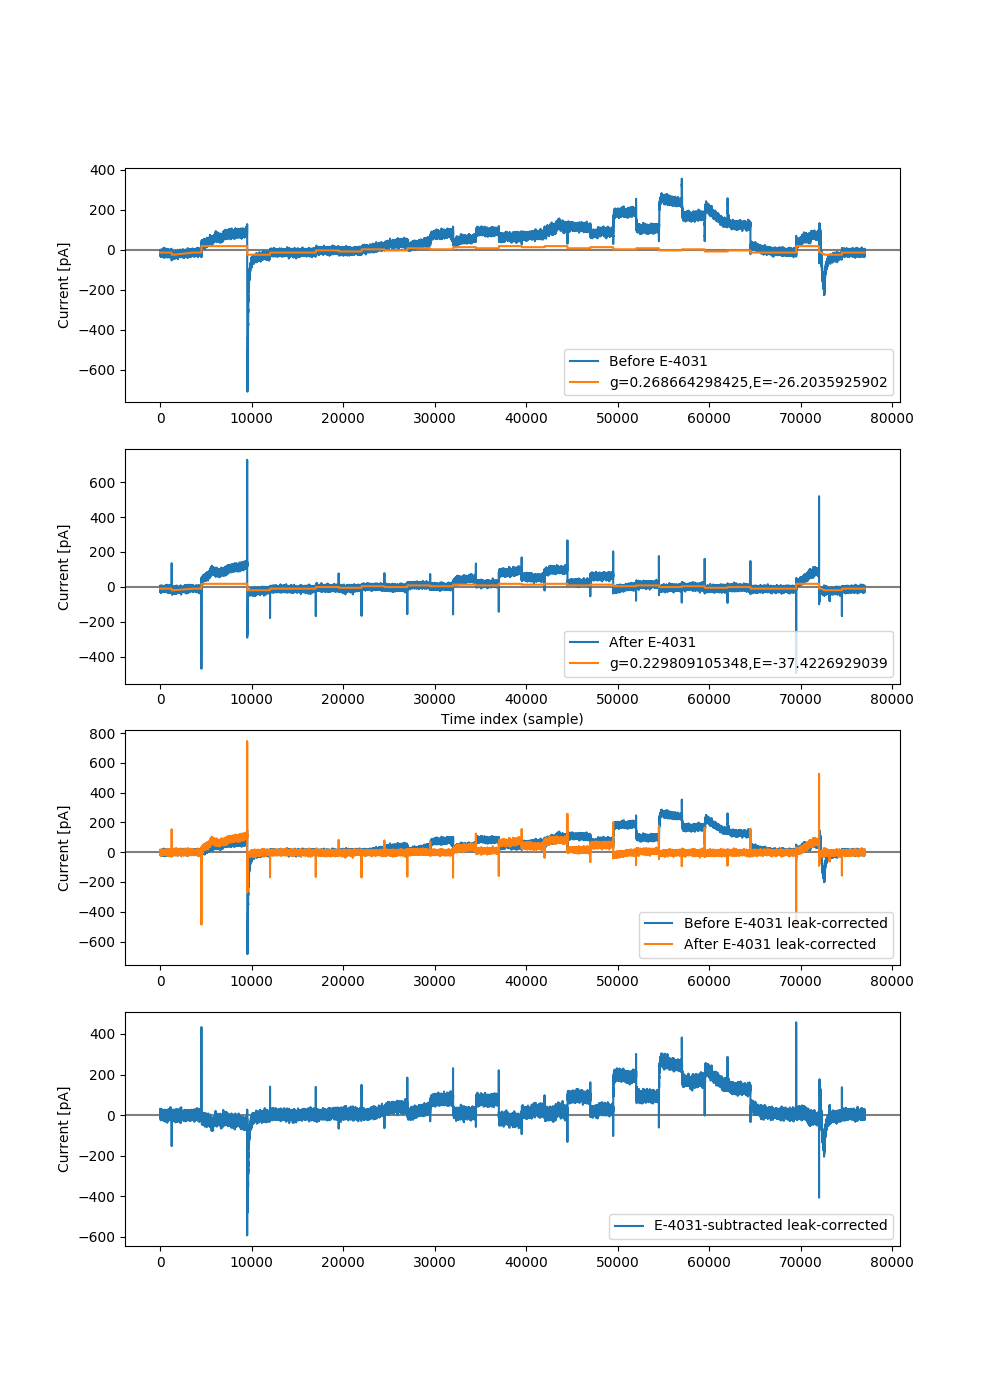 400
200
0
−200
−400
−600
Current [pA]
Before E-4031
g=0.268664298425,E=-26.2035925902
0 10000 20000 30000 40000 50000 60000 70000 80000
600
400
200
0
−200
−400
Current [pA]
After E-4031
g=0.229809105348,E=-37.4226929039
0 10000 20000 30000 40000 50000 60000 70000 80000
Time index (sample)
800
600
400
200
0
−200
−400
−600
Current [pA]
Before E-4031 leak-corrected
After E-4031 leak-corrected
0 10000 20000 30000 40000 50000 60000 70000 80000
400
200
0
−200
−400
−600
Current [pA]
E-4031-subtracted leak-corrected
0 10000 20000 30000 40000 50000 60000 70000 80000